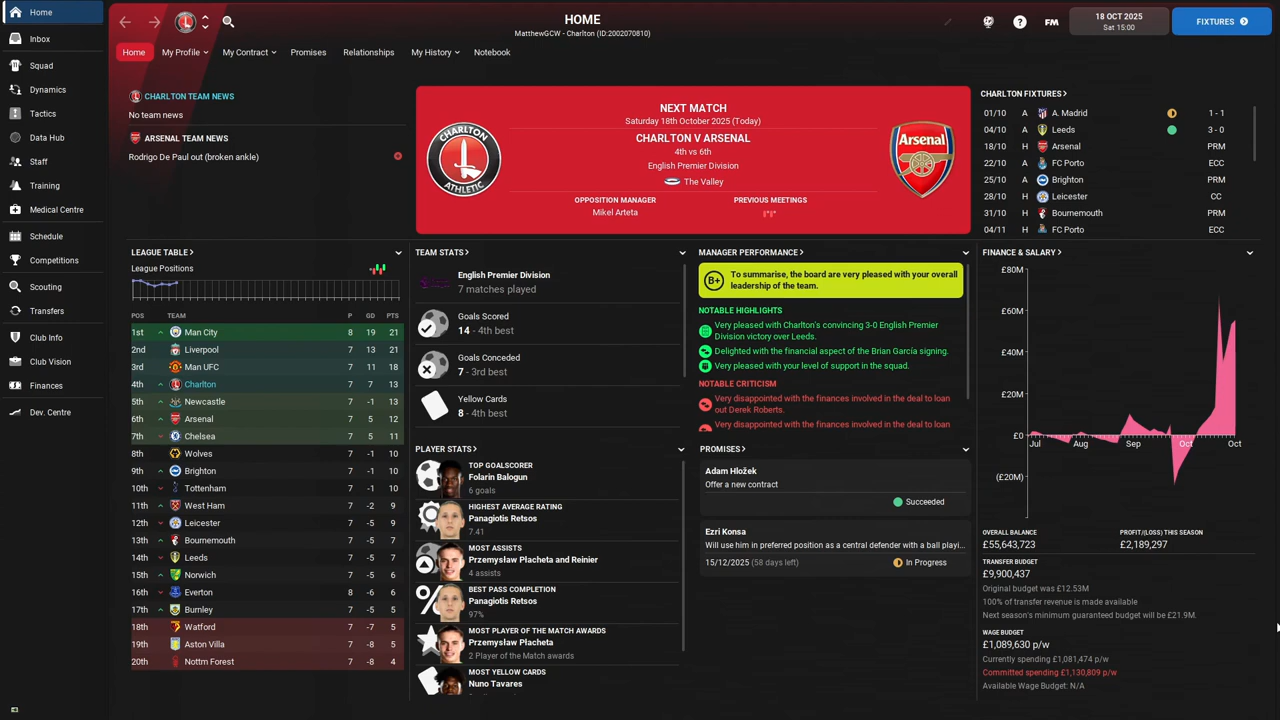 Home
Inbox
Squad
Dynamics
Tactics
Data Hub
Staff
Training
Medical Centre
Schedule
Competitions
Scouting
Transfers
Club Info
Club Vision
Finances
Dev. Centre
HOME
MatthewGCW - Charlton (ID:2002070810)
?
FM
18 OCT 2025
Sat 15:00
FIXTURES
Home
My Profile
My Contract
Promises
Relationships
My History
Notebook
CHARLTON TEAM NEWS
No team news
ARSENAL TEAM NEWS
Rodrigo De Paul out (broken ankle)
CHARLTON
ATHLETIC
NEXT MATCH
Saturday 18th October 2025 (Today)
CHARLTON V ARSENAL
4th vs 6th
English Premier Division
The Valley
OPPOSITION MANAGER
Mikel Arteta
PREVIOUS MEETINGS
Arsenal
CHARLTON FIXTURES
01/10 A A. Madrid 1 - 1
04/10 A Leeds 3 - 0
18/10 H Arsenal PRM
22/10 A FC Porto ECC
25/10 A Brighton PRM
28/10 H Leicester CC
31/10 H Bournemouth PRM
04/11 H FC Porto ECC
LEAGUE TABLE
League Positions
POS TEAM P GD PTS
1st Man City 8 19 21
2nd Liverpool 7 13 21
3rd Man UFC 7 11 18
4th Charlton 7 7 13
5th Newcastle 7 -1 13
6th Arsenal 7 5 12
7th Chelsea 7 5 11
8th Wolves 7 -1 10
9th Brighton 7 -1 10
10th Tottenham 7 -1 10
11th West Ham 7 -2 9
12th Leicester 7 -5 9
13th Bournemouth 7 -5 7
14th Leeds 7 -5 7
15th Norwich 7 -5 6
16th Everton 8 -6 6
17th Burnley 7 -5 5
18th Watford 7 -7 5
19th Aston Villa 7 -8 5
20th Nottm Forest 7 -8 4
TEAM STATS
English Premier Division
7 matches played
Goals Scored
14 - 4th best
Goals Conceded
7 - 3rd best
Yellow Cards
8 - 4th best
PLAYER STATS
TOP GOALSCORER
Folarin Balogun
6 goals
HIGHEST AVERAGE RATING
Panagiotis Retsos
7.41
MOST ASSISTS
Przemysław Płacheta and Reinier
4 assists
BEST PASS COMPLETION
Panagiotis Retsos
97%
MOST PLAYER OF THE MATCH AWARDS
Przemysław Płacheta
2 Player of the Match awards
MOST YELLOW CARDS
Nuno Tavares
MANAGER PERFORMANCE
B+
To summarise, the board are very pleased with your overall
leadership of the team.
NOTABLE HIGHLIGHTS
Very pleased with Charlton's convincing 3-0 English Premier
Division victory over Leeds.
Delighted with the financial aspect of the Brian García signing.
Very pleased with your level of support in the squad.
NOTABLE CRITICISM
Very disappointed with the finances involved in the deal to loan
out Derek Roberts.
Very disappointed with the finances involved in the deal to loan
PROMISES
Adam Hložek
Offer a new contract
Succeeded
Ezri Konsa
Will use him in preferred position as a central defender with a ball playi...
15/12/2025 (58 days left)
In Progress
FINANCE & SALARY
£80M
£60M
£40M
£20M
£0
(£20M)
Jul Aug Sep Oct Oct
OVERALL BALANCE
£55,643,723
PROFIT/(LOSS) THIS SEASON
£2,189,297
TRANSFER BUDGET
£9,900,437
Original budget was £12.53M
100% of transfer revenue is made available
Next season's minimum guaranteed budget will be £21.9M.
WAGE BUDGET
£1,089,630 p/w
Currently spending £1,081,474 p/w
Committed spending £1,130,809 p/w
Available Wage Budget: N/A